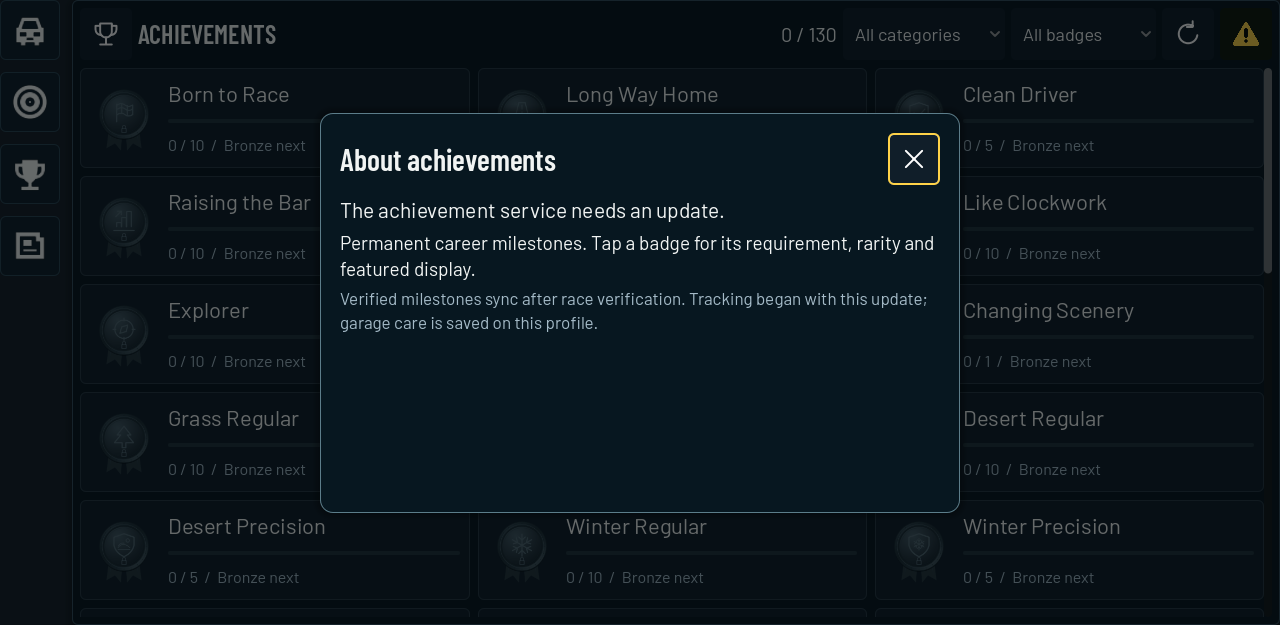 ACHIEVEMENTS
0 / 130
All categories
All badges
Born to Race
0 / 10 / Bronze next
Long Way Home
Clean Driver
0 / 5 / Bronze next
About achievements
The achievement service needs an update.
Permanent career milestones. Tap a badge for its requirement, rarity and
featured display.
Verified milestones sync after race verification. Tracking began with this update;
garage care is saved on this profile.
Raising the Bar
0 / 10 / Bronze next
Like Clockwork
0 / 10 / Bronze next
Explorer
0 / 10 / Bronze next
Changing Scenery
0 / 1 / Bronze next
Grass Regular
0 / 10 / Bronze next
Desert Regular
0 / 10 / Bronze next
Desert Precision
0 / 5 / Bronze next
Winter Regular
0 / 10 / Bronze next
Winter Precision
0 / 5 / Bronze next